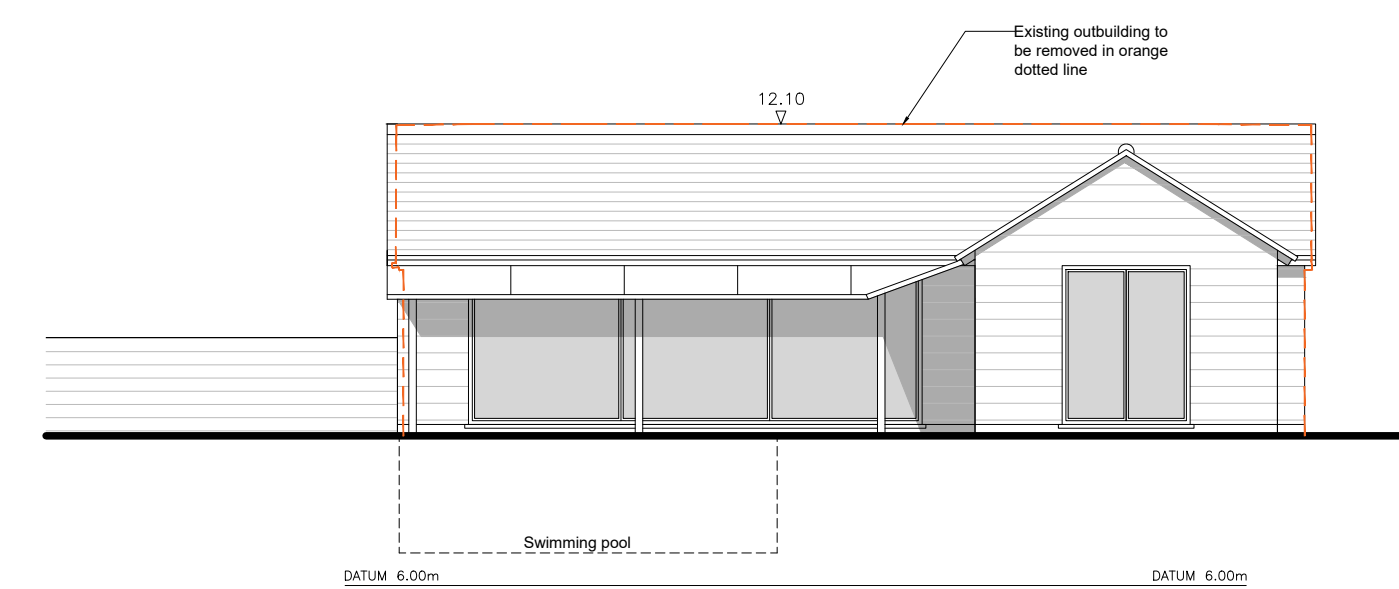 Existing outbuilding to
be removed in orange
dotted line
12.10
Swimming pool
DATUM 6.00m
DATUM 6.00m